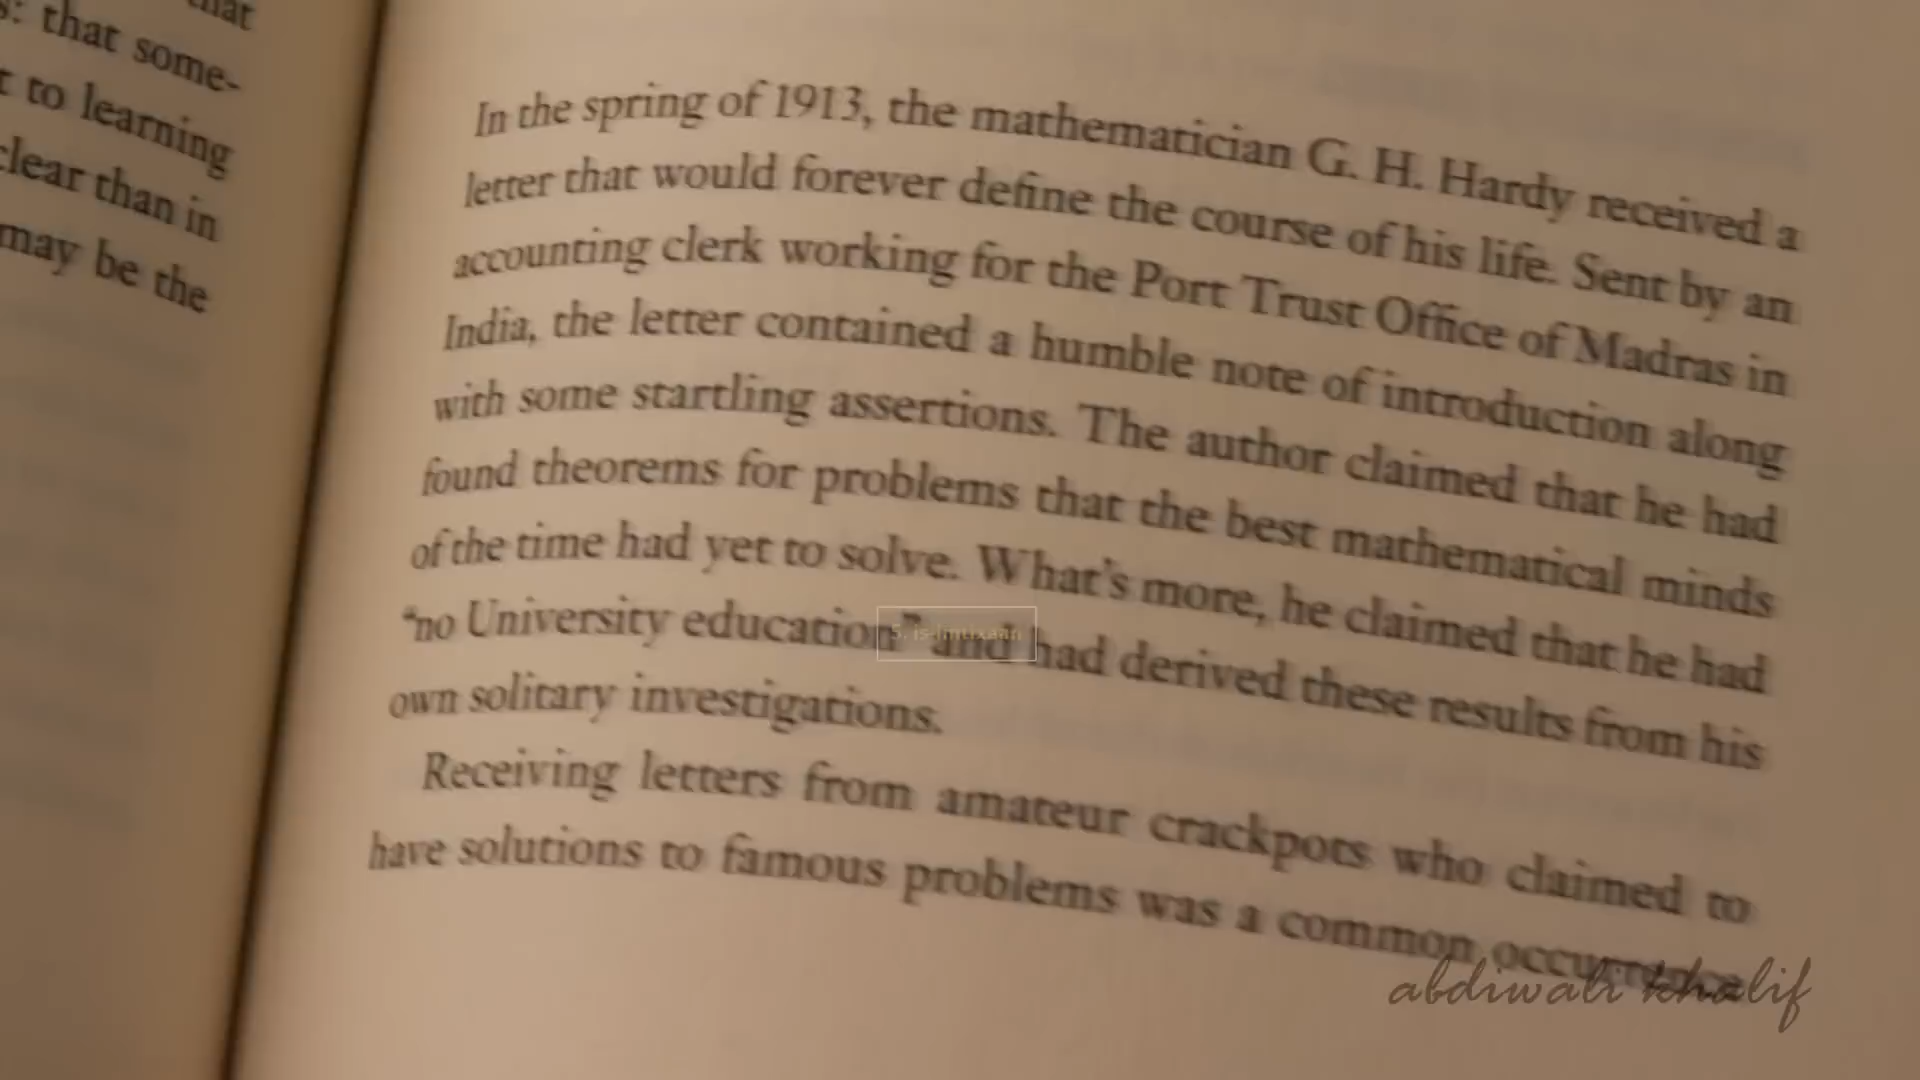 that
s: that some-
t to learning
clear than in
may be the
In the spring of 1913, the mathematician G. H. Hardy received a
letter that would forever define the course of his life. Sent by an
accounting clerk working for the Port Trust Office of Madras in
India, the letter contained a humble note of introduction along
with some startling assertions. The author claimed that he had
found theorems for problems that the best mathematical minds
of the time had yet to solve. What's more, he claimed that he had
“no University education” and had derived these results from his
own solitary investigations.
Receiving letters from amateur crackpots who claimed to
have solutions to famous problems was a common occurrence
5. is-imtixaan
abdiwali khalif